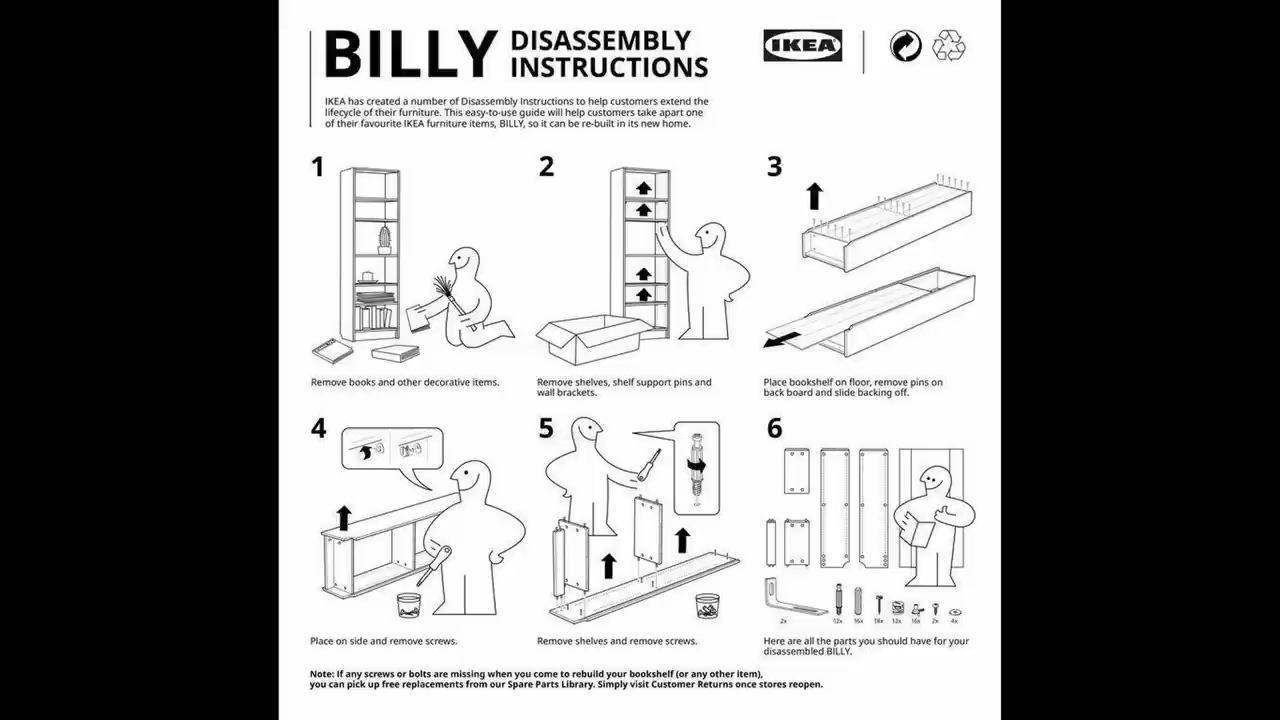 BILLY DISASSEMBLY
INSTRUCTIONS
IKEA
IKEA has created a number of Disassembly Instructions to help customers extend the
lifecycle of their furniture. This easy-to-use guide will help customers take apart one
of their favourite IKEA furniture items, BILLY, so it can be re-built in its new home.
1
2
3
Remove books and other decorative items.
Remove shelves, shelf support pins and
wall brackets.
Place bookshelf on floor, remove pins on
back board and slide backing off.
4
5
6
2x
12x
16x
18x
12x
16x
2x
4x
Place on side and remove screws.
Remove shelves and remove screws.
Here are all the parts you should have for your
disassembled BILLY.
Note: If any screws or bolts are missing when you come to rebuild your bookshelf (or any other item),
you can pick up free replacements from our Spare Parts Library. Simply visit Customer Returns once stores reopen.